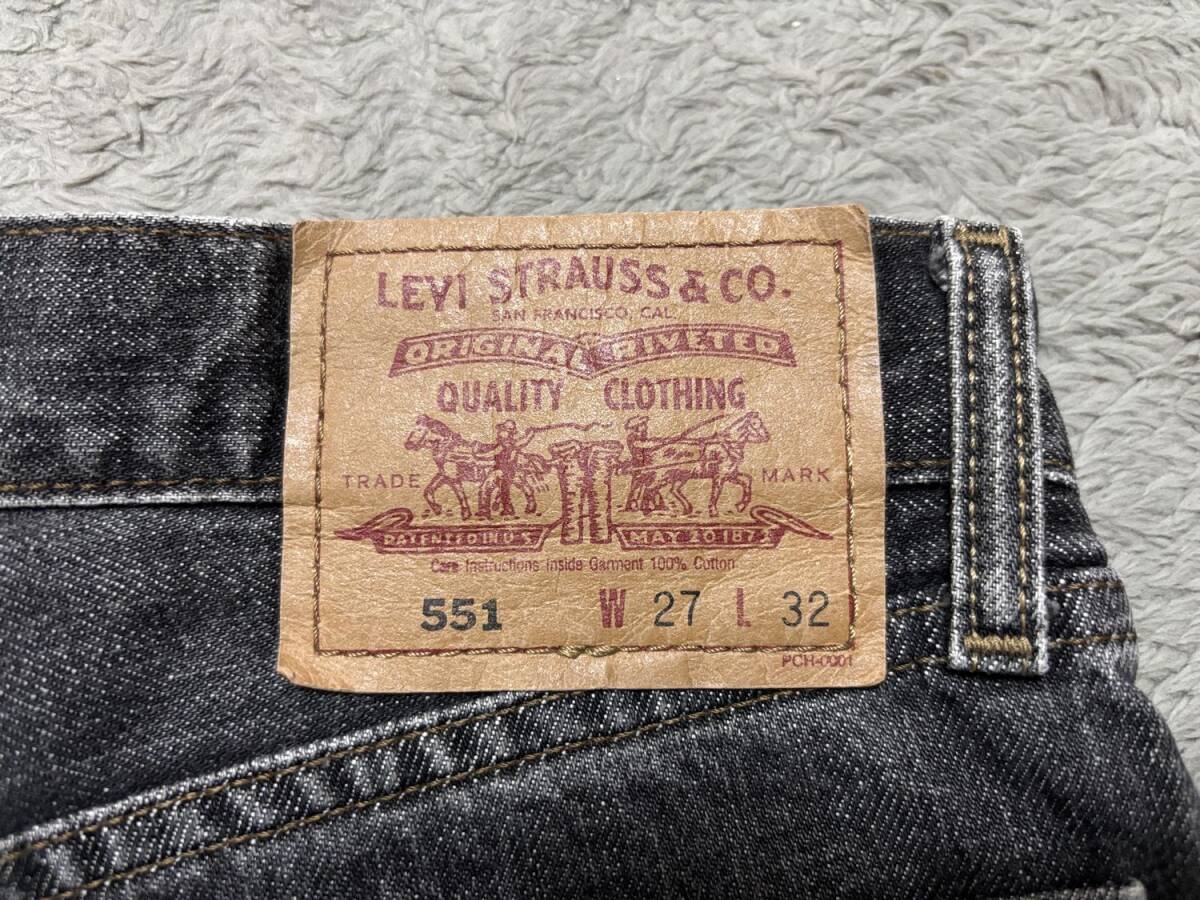 LEVI STRAUSS & CO.
SAN FRANCISCO, CAL.
ORIGINAL RIVETED
QUALITY CLOTHING
TRADE MARK
PATENTED IN U.S. MAY 20 1873
Care Instructions Inside Garment 100% Cotton
551 W 27 L 32
PCH-0001